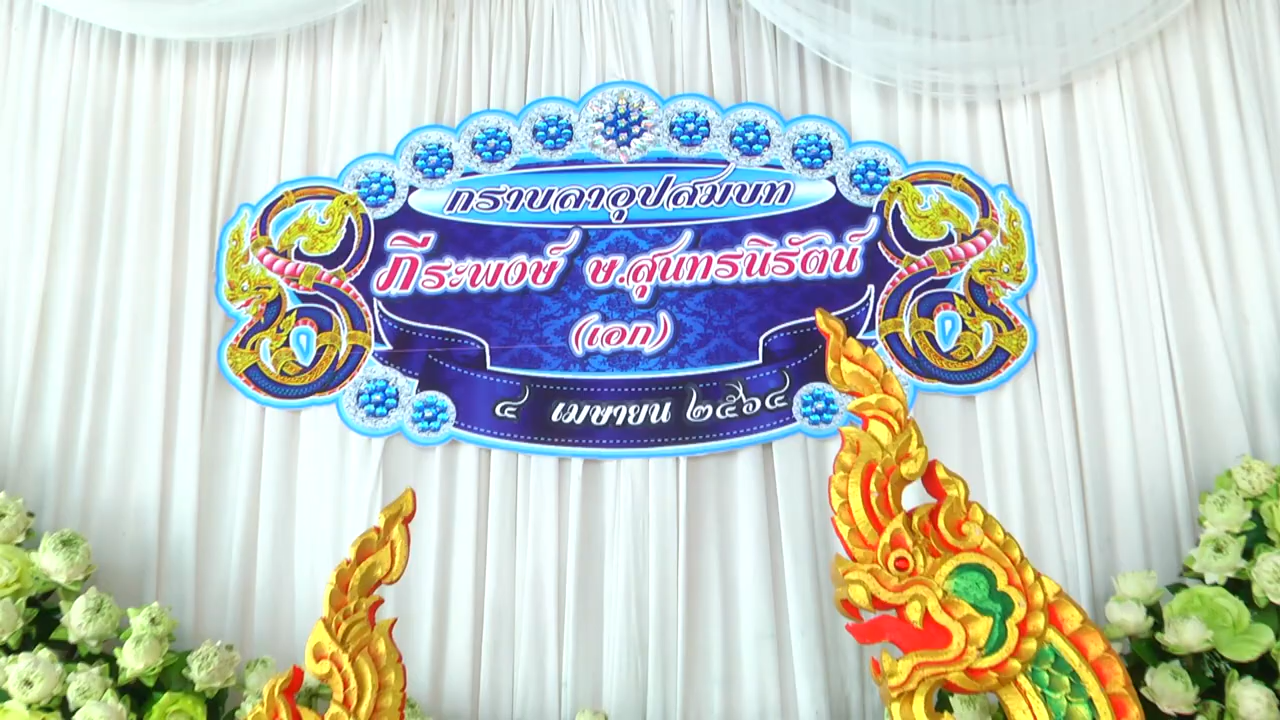 กราบลาอุปสมบท
ภีระพงษ์ ษ.สุนทรนิรัตน์
(เอก)
๔ เมษายน ๒๕๖๔